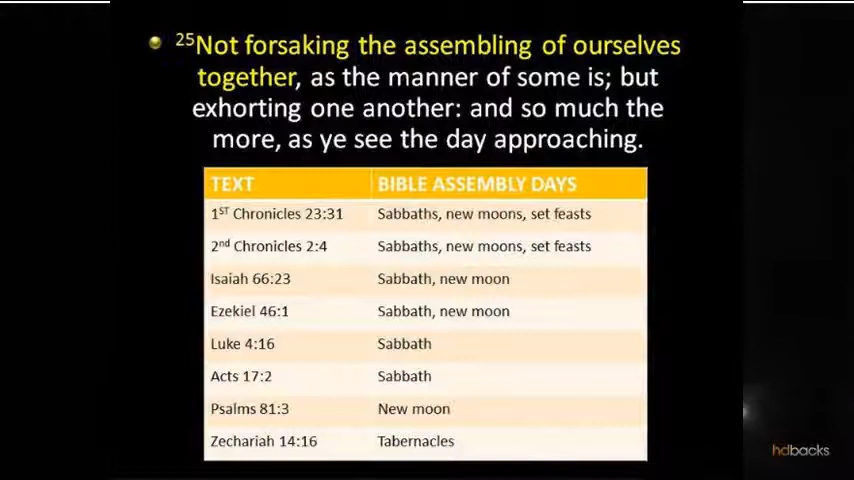 25Not forsaking the assembling of ourselves
together, as the manner of some is; but
exhorting one another: and so much the
more, as ye see the day approaching.
TEXT BIBLE ASSEMBLY DAYS
1ST Chronicles 23:31 Sabbaths, new moons, set feasts
2nd Chronicles 2:4 Sabbaths, new moons, set feasts
Isaiah 66:23 Sabbath, new moon
Ezekiel 46:1 Sabbath, new moon
Luke 4:16 Sabbath
Acts 17:2 Sabbath
Psalms 81:3 New moon
Zechariah 14:16 Tabernacles
hdbacks